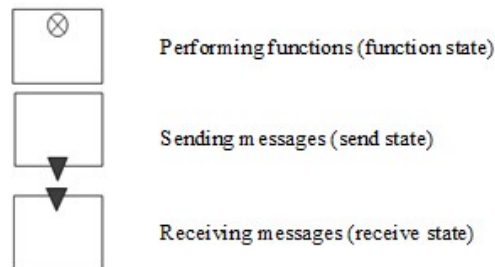 Performing functions (function state)
Sending messages (send state)
Receiving messages (receive state)